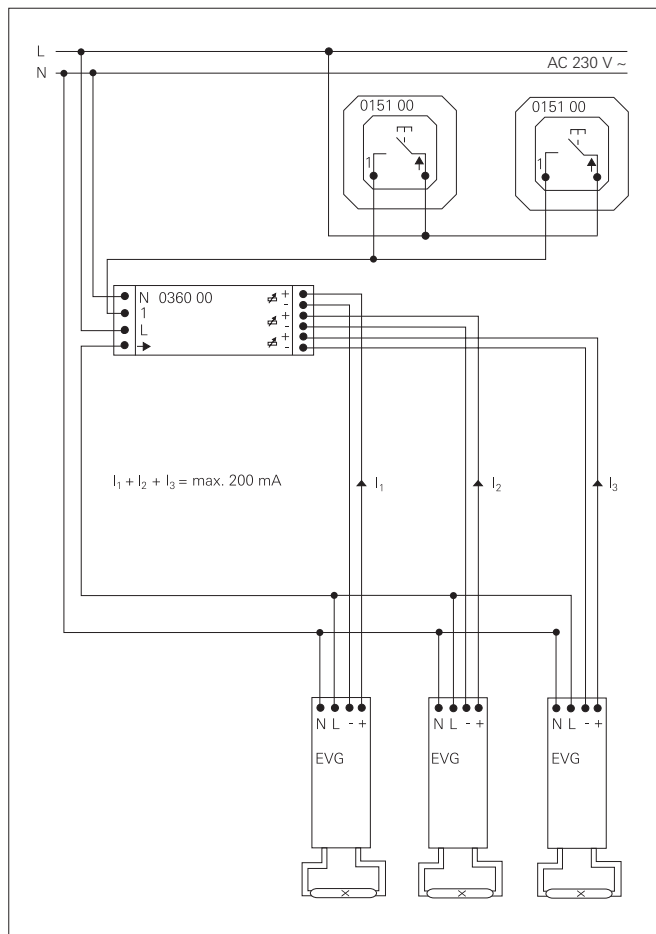 L
AC 230 V ~
N
0151 00
0151 00
1
1
N 0360 00
+
1
-
+
L
-
+
-
I₁ + I₂ + I₃ = max. 200 mA
I₁
I₂
I₃
N L - +
N L - +
N L - +
EVG
EVG
EVG